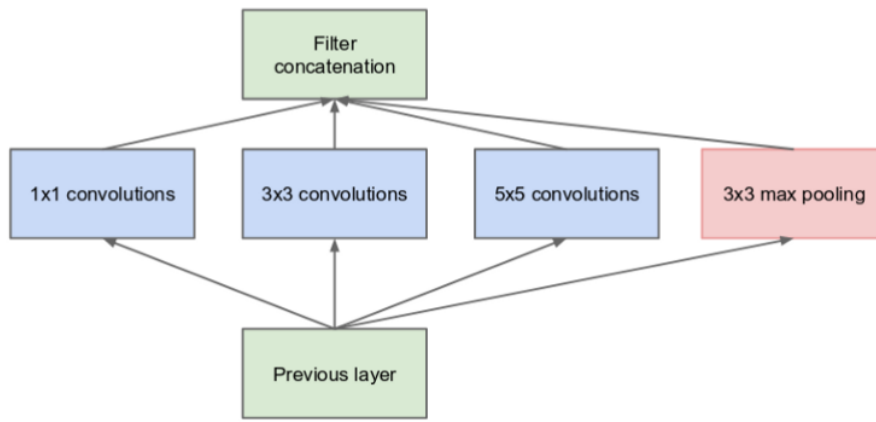 Filter
concatenation
1x1 convolutions
3x3 convolutions
5x5 convolutions
3x3 max pooling
Previous layer